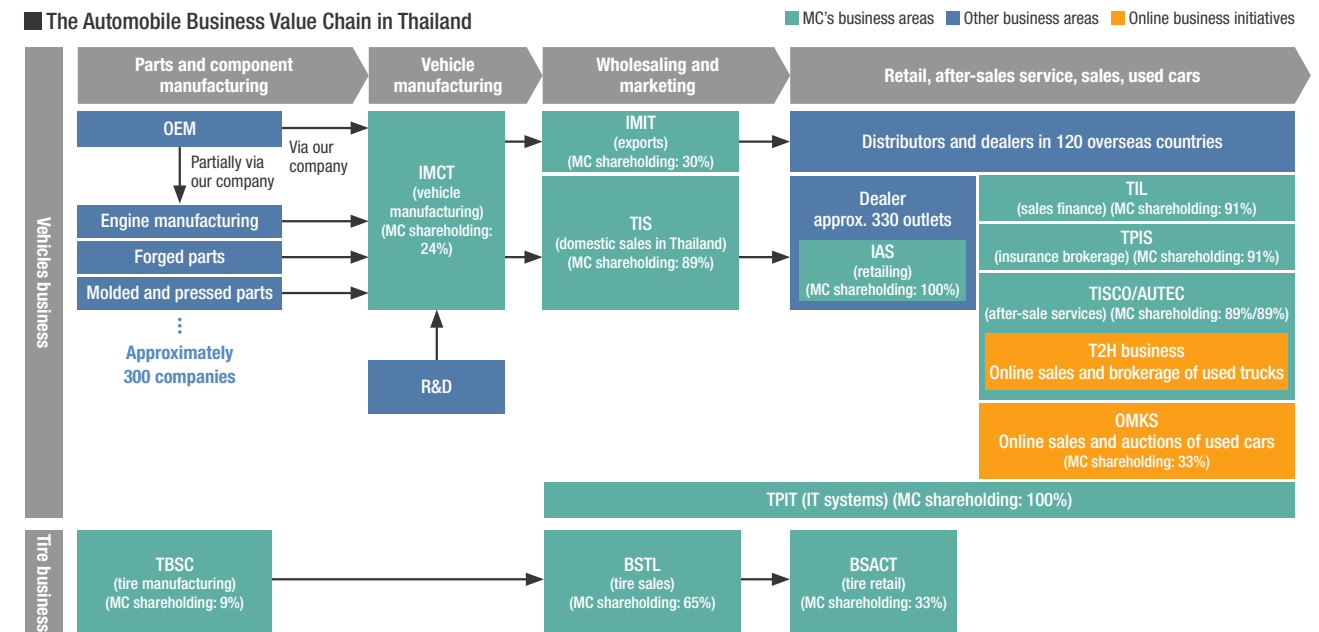 The Automobile Business Value Chain in Thailand
MC's business areas
Other business areas
Online business initiatives
Parts and component
manufacturing
Vehicle
manufacturing
Wholesaling and
marketing
Retail, after-sales service, sales, used cars
Vehicles business
OEM
Partially via
our company
Via our
company
Engine manufacturing
Forged parts
Molded and pressed parts
Approximately
300 companies
IMCT
(vehicle
manufacturing)
(MC shareholding:
24%)
R&D
IMIT
(exports)
(MC shareholding: 30%)
TIS
(domestic sales in Thailand)
(MC shareholding: 89%)
Distributors and dealers in 120 overseas countries
Dealer
approx. 330 outlets
IAS
(retailing)
(MC shareholding: 100%)
TIL
(sales finance) (MC shareholding: 91%)
TPIS
(insurance brokerage) (MC shareholding: 91%)
TISCO/AUTEC
(after-sale services) (MC shareholding: 89%/89%)
T2H business
Online sales and brokerage of used trucks
OMKS
Online sales and auctions of used cars
(MC shareholding: 33%)
TPIT (IT systems) (MC shareholding: 100%)
Tire business
TBSC
(tire manufacturing)
(MC shareholding: 9%)
BSTL
(tire sales)
(MC shareholding: 65%)
BSACT
(tire retail)
(MC shareholding: 33%)